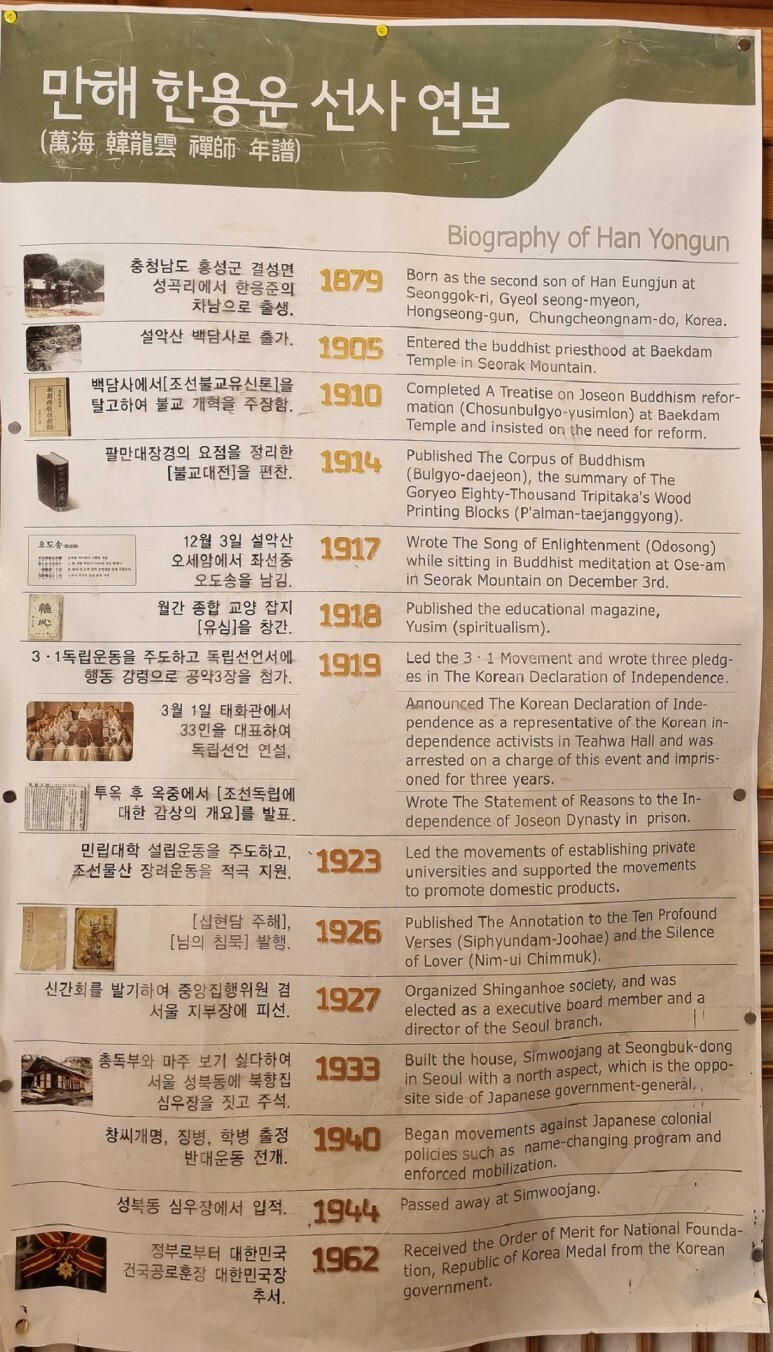 만해 한용운 선사 연보
(萬海 韓龍雲 禪師 年譜)
Biography of Han Yongun
충청남도 홍성군 결성면
성곡리에서 한응준의
차남으로 출생.
1879
Born as the second son of Han Eungjun at
Seonggok-ri, Gyeol seong-myeon,
Hongseong-gun, Chungcheongnam-do, Korea.
설악산 백담사로 출가.
1905
Entered the buddhist priesthood at Baekdam
Temple in Seorak Mountain.
백담사에서[조선불교유신론]을
탈고하여 불교 개혁을 주장함.
1910
Completed A Treatise on Joseon Buddhism refor-
mation (Chosunbulgyo-yusimlon) at Baekdam
Temple and insisted on the need for reform.
팔만대장경의 요점을 정리한
[불교대전]을 편찬.
1914
Published The Corpus of Buddhism
(Bulgyo-daejeon), the summary of The
Goryeo Eighty-Thousand Tripitaka's Wood
Printing Blocks (P'alman-taejanggyong).
오도송
12월 3일 설악산
오세암에서 좌선중
오도송을 남김.
1917
Wrote The Song of Enlightenment (Odosong)
while sitting in Buddhist meditation at Ose-am
in Seorak Mountain on December 3rd.
월간 종합 교양 잡지
[유심]을 창간.
1918
Published the educational magazine,
Yusim (spiritualism).
3·1독립운동을 주도하고 독립선언서에
행동 강령으로 공약3장을 첨가.
1919
Led the 3·1 Movement and wrote three pledg-
es in The Korean Declaration of Independence.
3월 1일 태화관에서
33인을 대표하여
독립선언 연설,
Announced The Korean Declaration of Inde-
pendence as a representative of the Korean in-
dependence activists in Teahwa Hall and was
arrested on a charge of this event and impris-
oned for three years.
투옥 후 옥중에서 [조선독립에
대한 감상의 개요]를 발표.
Wrote The Statement of Reasons to the In-
dependence of Joseon Dynasty in prison.
민립대학 설립운동을 주도하고,
조선물산 장려운동을 적극 지원.
1923
Led the movements of establishing private
universities and supported the movements
to promote domestic products.
[십현담 주해],
[님의 침묵] 발행.
1926
Published The Annotation to the Ten Profound
Verses (Siphyundam-Joohae) and the Silence
of Lover (Nim-ui Chimmuk).
신간회를 발기하여 중앙집행위원 겸
서울 지부장에 피선.
1927
Organized Shinganhoe society, and was
elected as a executive board member and a
director of the Seoul branch.
총독부와 마주 보기 싫다하여
서울 성북동에 북향집
심우장을 짓고 주석.
1933
Built the house, Simwoojang at Seongbuk-dong
in Seoul with a north aspect, which is the oppo-
site side of Japanese government-general.
창씨개명, 징병, 학병 출정
반대운동 전개.
1940
Began movements against Japanese colonial
policies such as name-changing program and
enforced mobilization.
성북동 심우장에서 입적.
1944
Passed away at Simwoojang.
정부로부터 대한민국
건국공로훈장 대한민국장
추서.
1962
Received the Order of Merit for National Founda-
tion, Republic of Korea Medal from the Korean
government.